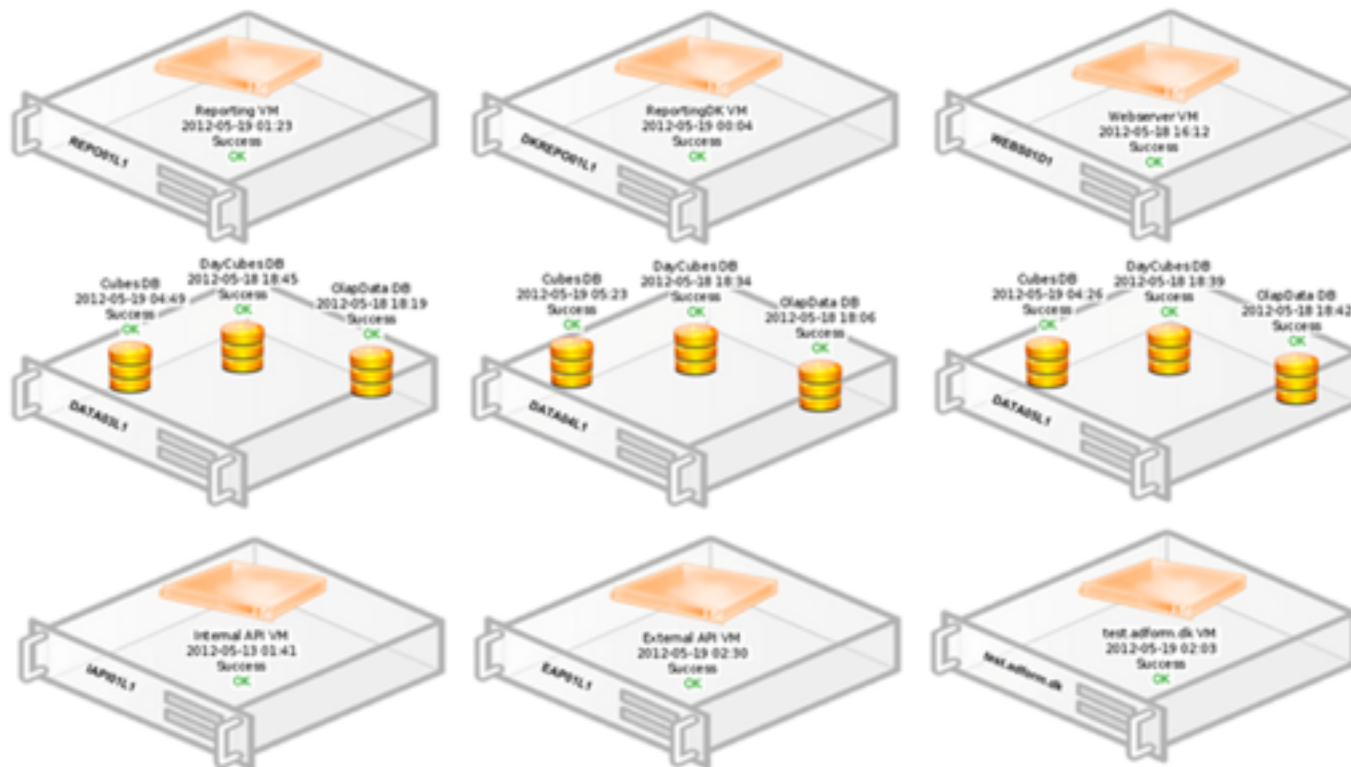 Reporting VM
2012-05-19 01:23
Success
OK
REPO01L1
ReportingDK VM
2012-05-19 00:04
Success
OK
DKREPO01L1
Webserver VM
2012-05-18 16:12
Success
OK
WEBS01D1
Cubes DB
2012-05-19 04:49
Success
OK
DayCubes DB
2012-05-18 18:45
Success
OK
OlapData DB
2012-05-18 18:19
Success
OK
DATA03L1
Cubes DB
2012-05-19 05:23
Success
OK
DayCubes DB
2012-05-18 18:34
Success
OK
OlapData DB
2012-05-18 18:06
Success
OK
DATA04L1
Cubes DB
2012-05-19 04:26
Success
OK
DayCubes DB
2012-05-18 18:39
Success
OK
OlapData DB
2012-05-18 18:42
Success
OK
DATA05L1
Internal API VM
2012-05-13 01:41
Success
OK
IAPI01L1
External API VM
2012-05-19 02:30
Success
OK
EAP01L1
test.adform.dk VM
2012-05-19 02:03
Success
OK
test.adform.dk